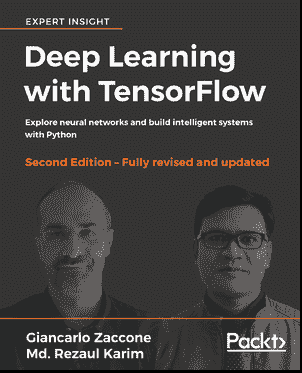 EXPERT INSIGHT
Deep Learning
with TensorFlow
Explore neural networks and build intelligent systems
with Python
Second Edition – Fully revised and updated
Giancarlo Zaccone
Md. Rezaul Karim
Packt>